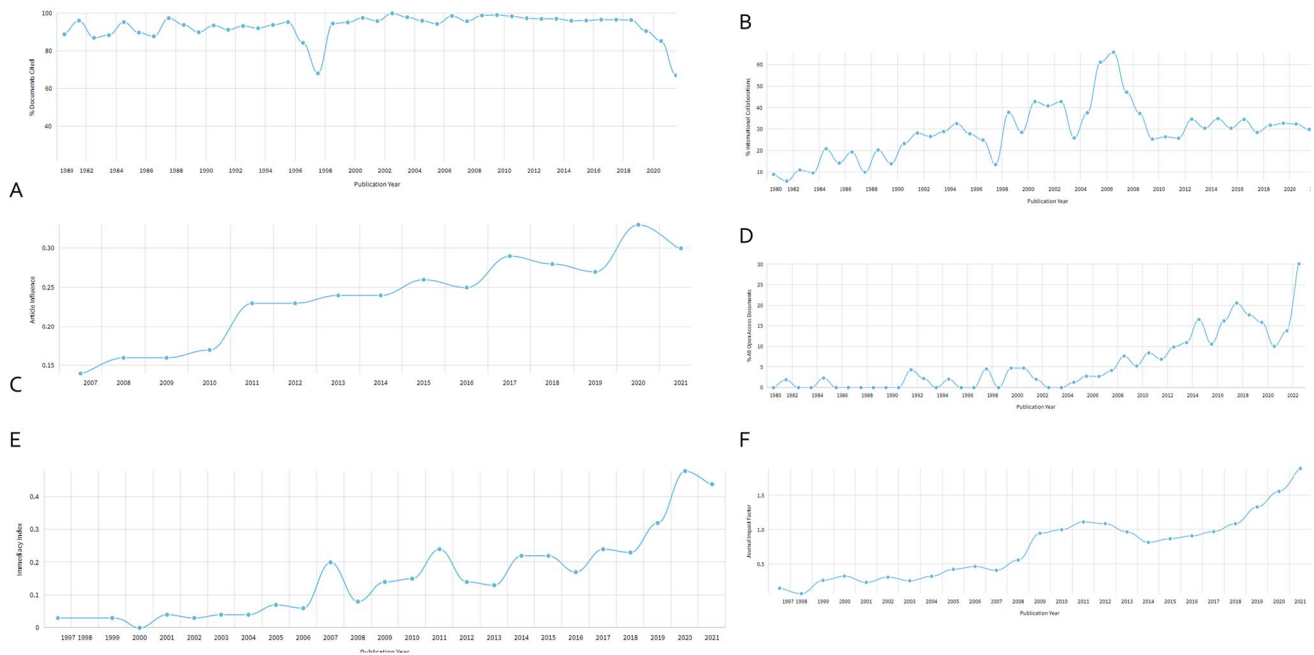 100
80
60
40
% Documents Cited
1980 1982 1984 1986 1988 1990 1992 1994 1996 1998 2000 2002 2004 2006 2008 2010 2012 2014 2016 2018 2020
Publication Year
A
B
60
50
40
30
20
10
% International Collaborations
1980 1982 1984 1986 1988 1990 1992 1994 1996 1998 2000 2002 2004 2006 2008 2010 2012 2014 2016 2018 2020
Publication Year
0.30
0.25
0.20
0.15
Article Influence
2007 2008 2009 2010 2011 2012 2013 2014 2015 2016 2017 2018 2019 2020 2021
C
D
30
25
20
15
10
5
0
% All Open Access Documents
1980 1982 1984 1986 1988 1990 1992 1994 1996 1998 2000 2002 2004 2006 2008 2010 2012 2014 2016 2018 2020 2022
Publication Year
E
0.4
0.3
0.2
0.1
0
Immediacy Index
1997 1998 1999 2000 2001 2002 2003 2004 2005 2006 2007 2008 2009 2010 2011 2012 2013 2014 2015 2016 2017 2018 2019 2020 2021
Publication Year
F
1.5
1.0
0.5
Journal Impact Factor
1997 1998 1999 2000 2001 2002 2003 2004 2005 2006 2007 2008 2009 2010 2011 2012 2013 2014 2015 2016 2017 2018 2019 2020 2021
Publication Year